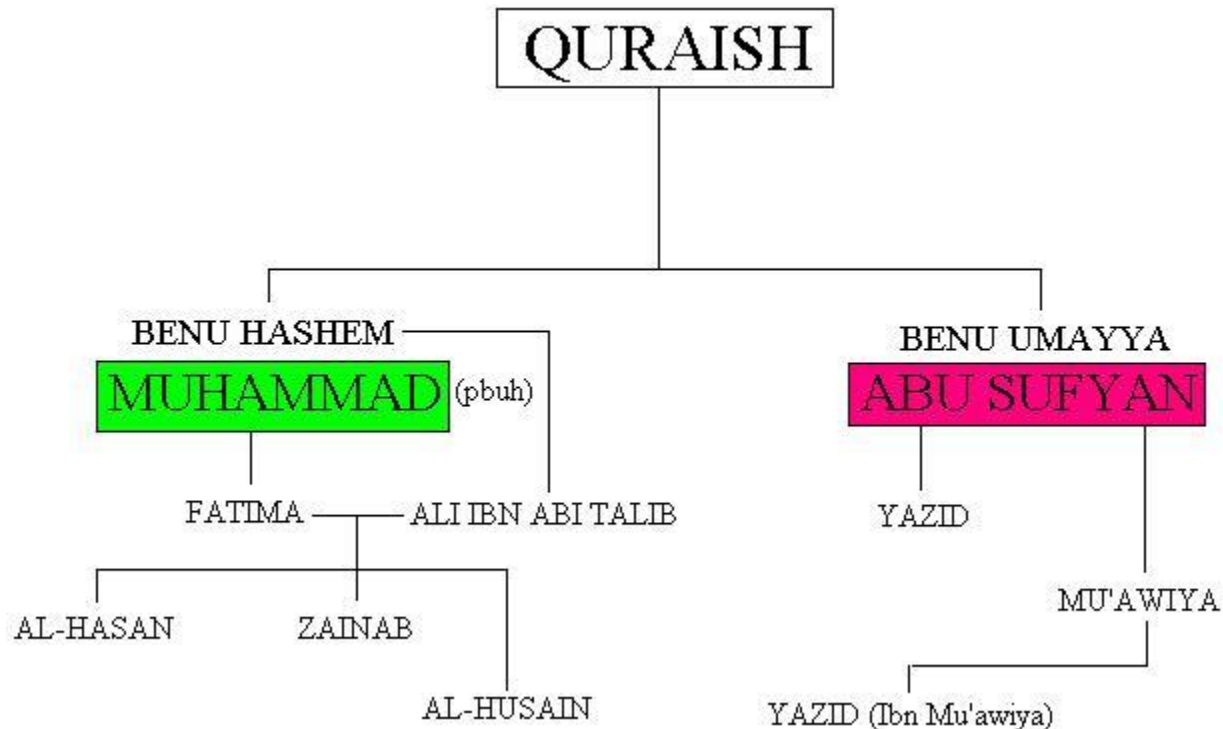 QURAISH
BENU HASHEM
BENU UMAYYA
MUHAMMAD (pbuh)
ABU SUFYAN
FATIMA
ALI IBN ABI TALIB
YAZID
MU'AWIYA
AL-HASAN
ZAINAB
AL-HUSAIN
YAZID (Ibn Mu'awiya)